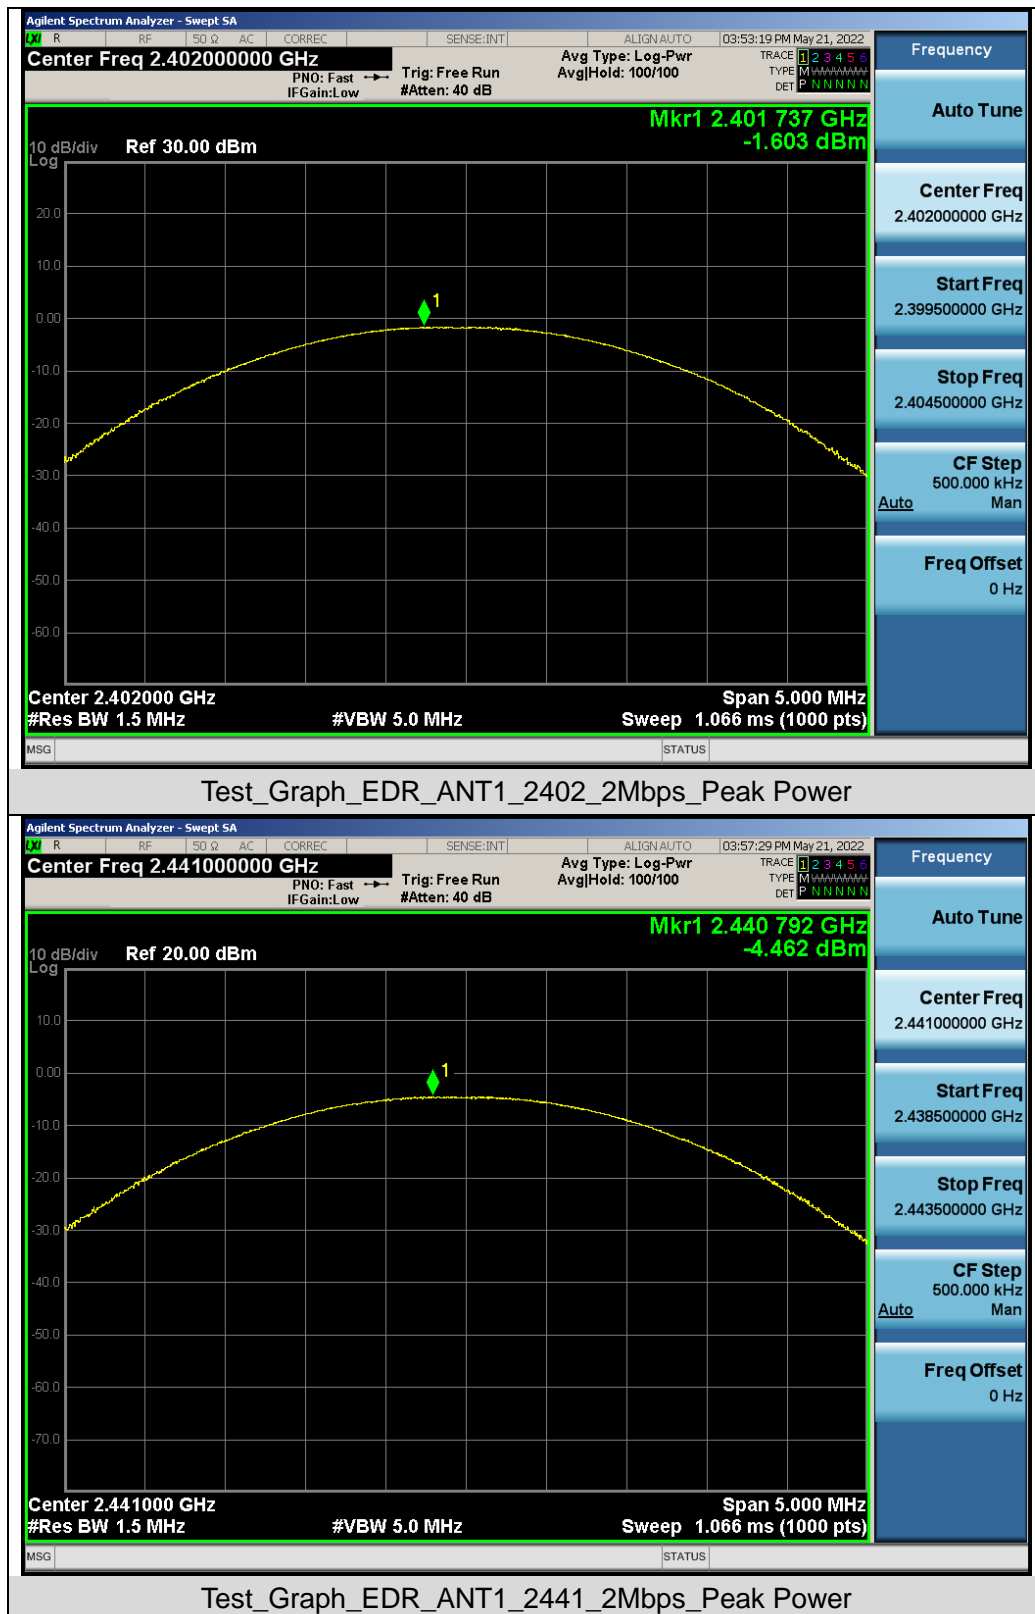 Agilent Spectrum Analyzer - Swept SA
LXI R RF 50 Ω AC CORREC SENSE:INT ALIGN AUTO 03:53:19 PM May 21, 2022
Center Freq 2.402000000 GHz
PNO: Fast
IFGain:Low
Trig: Free Run
#Atten: 40 dB
Avg Type: Log-Pwr
Avg|Hold: 100/100
TRACE 1 2 3 4 5 6
TYPE M WWWWW
DET P N N N N N
Frequency
Auto Tune
Center Freq
2.402000000 GHz
Start Freq
2.399500000 GHz
Stop Freq
2.404500000 GHz
CF Step
500.000 kHz
Auto Man
Freq Offset
0 Hz
Mkr1 2.401 737 GHz
-1.603 dBm
10 dB/div Ref 30.00 dBm
Log
20.0
10.0
1
0.00
-10.0
-20.0
-30.0
-40.0
-50.0
-60.0
Center 2.402000 GHz Span 5.000 MHz
#Res BW 1.5 MHz #VBW 5.0 MHz Sweep 1.066 ms (1000 pts)
MSG STATUS
Test_Graph_EDR_ANT1_2402_2Mbps_Peak Power
Agilent Spectrum Analyzer - Swept SA
LXI R RF 50 Ω AC CORREC SENSE:INT ALIGN AUTO 03:57:29 PM May 21, 2022
Center Freq 2.441000000 GHz
PNO: Fast
IFGain:Low
Trig: Free Run
#Atten: 40 dB
Avg Type: Log-Pwr
Avg|Hold: 100/100
TRACE 1 2 3 4 5 6
TYPE M WWWWW
DET P N N N N N
Frequency
Auto Tune
Center Freq
2.441000000 GHz
Start Freq
2.438500000 GHz
Stop Freq
2.443500000 GHz
CF Step
500.000 kHz
Auto Man
Freq Offset
0 Hz
Mkr1 2.440 792 GHz
-4.462 dBm
10 dB/div Ref 20.00 dBm
Log
10.0
0.00
1
-10.0
-20.0
-30.0
-40.0
-50.0
-60.0
-70.0
Center 2.441000 GHz Span 5.000 MHz
#Res BW 1.5 MHz #VBW 5.0 MHz Sweep 1.066 ms (1000 pts)
MSG STATUS
Test_Graph_EDR_ANT1_2441_2Mbps_Peak Power